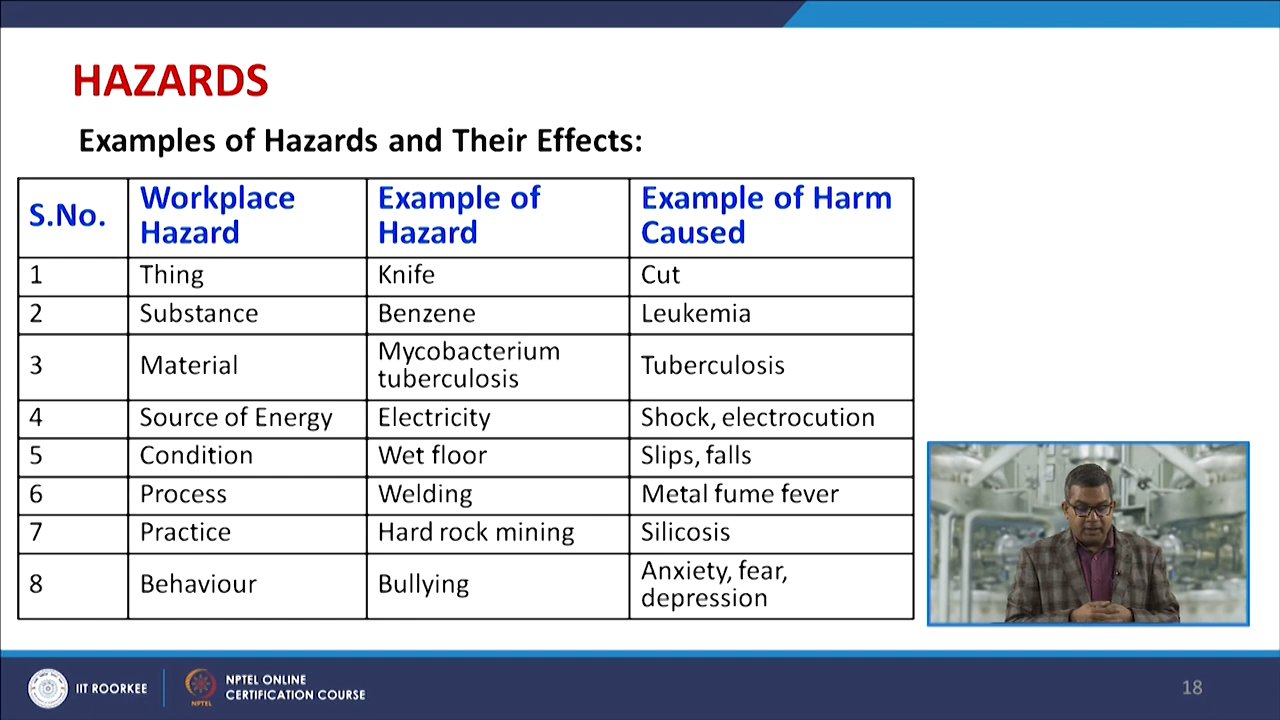 HAZARDS
Examples of Hazards and Their Effects:
S.No. Workplace Hazard Example of Hazard Example of Harm Caused
1 Thing Knife Cut
2 Substance Benzene Leukemia
3 Material Mycobacterium tuberculosis Tuberculosis
4 Source of Energy Electricity Shock, electrocution
5 Condition Wet floor Slips, falls
6 Process Welding Metal fume fever
7 Practice Hard rock mining Silicosis
8 Behaviour Bullying Anxiety, fear, depression
IIT ROORKEE
NPTEL
NPTEL ONLINE
CERTIFICATION COURSE
18